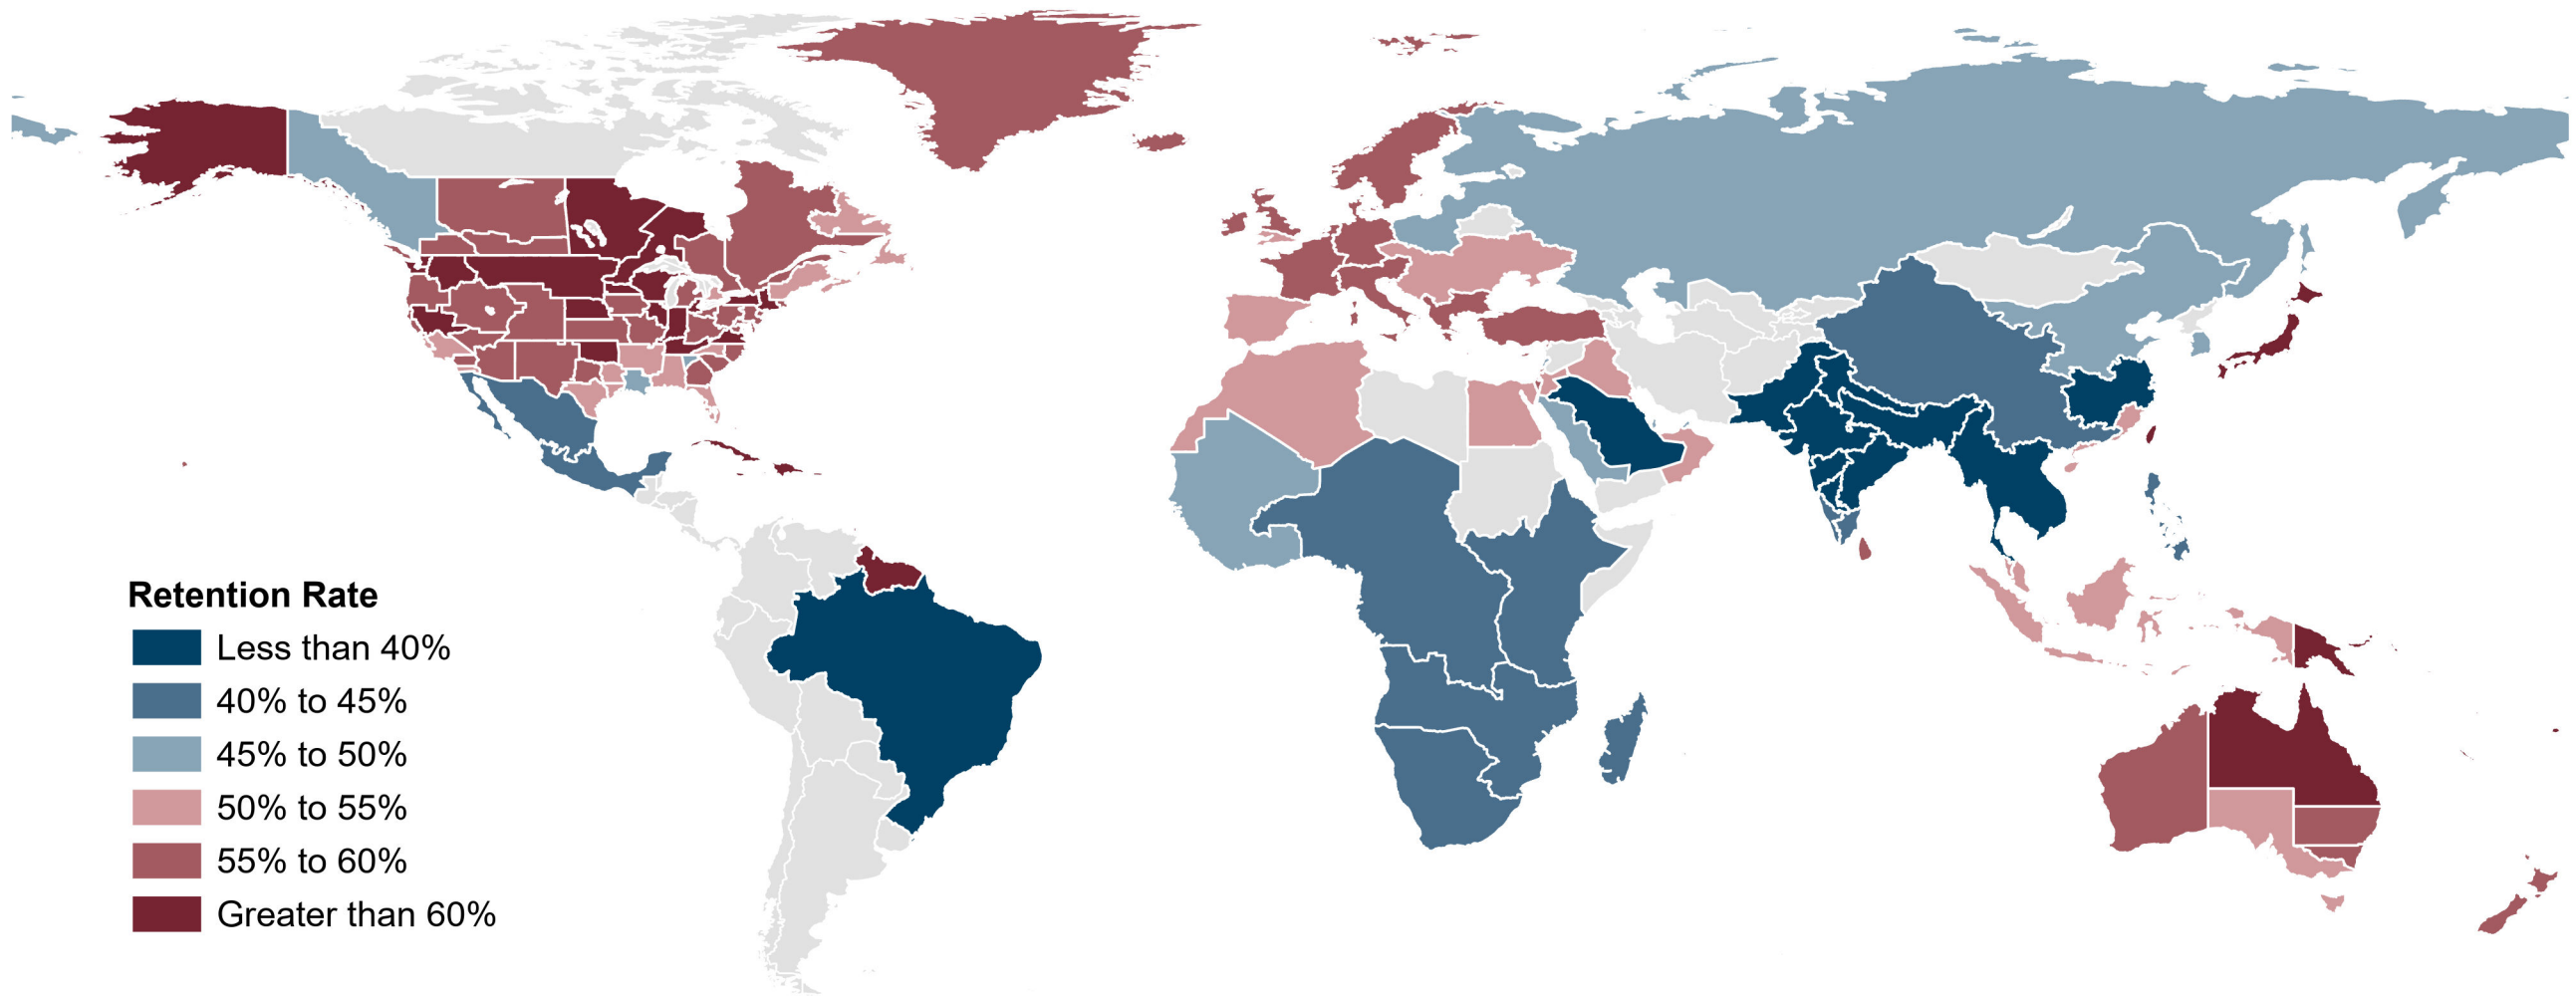 Retention Rate
Less than 40%
40% to 45%
45% to 50%
50% to 55%
55% to 60%
Greater than 60%